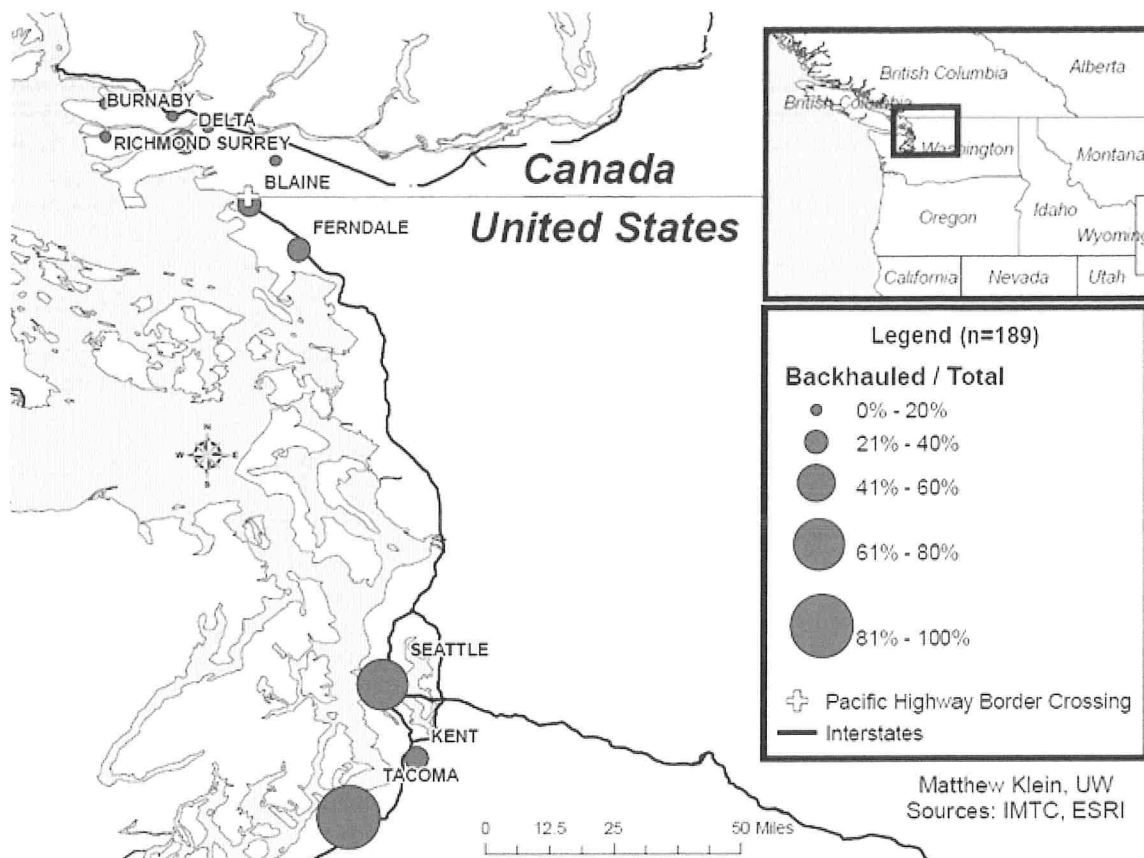 BURNABY
DELTA
RICHMOND SURREY
BLAINE
FERNDALE
Canada
United States
N
W E
S
SEATTLE
KENT
TACOMA
0 12.5 25 50 Miles
British Columbia
Alberta
British Columbia
Washington
Montana
Oregon
Idaho
Wyoming
California
Nevada
Utah
Legend (n=189)
Backhauled / Total
0% - 20%
21% - 40%
41% - 60%
61% - 80%
81% - 100%
Pacific Highway Border Crossing
Interstates
Matthew Klein, UW
Sources: IMTC, ESRI